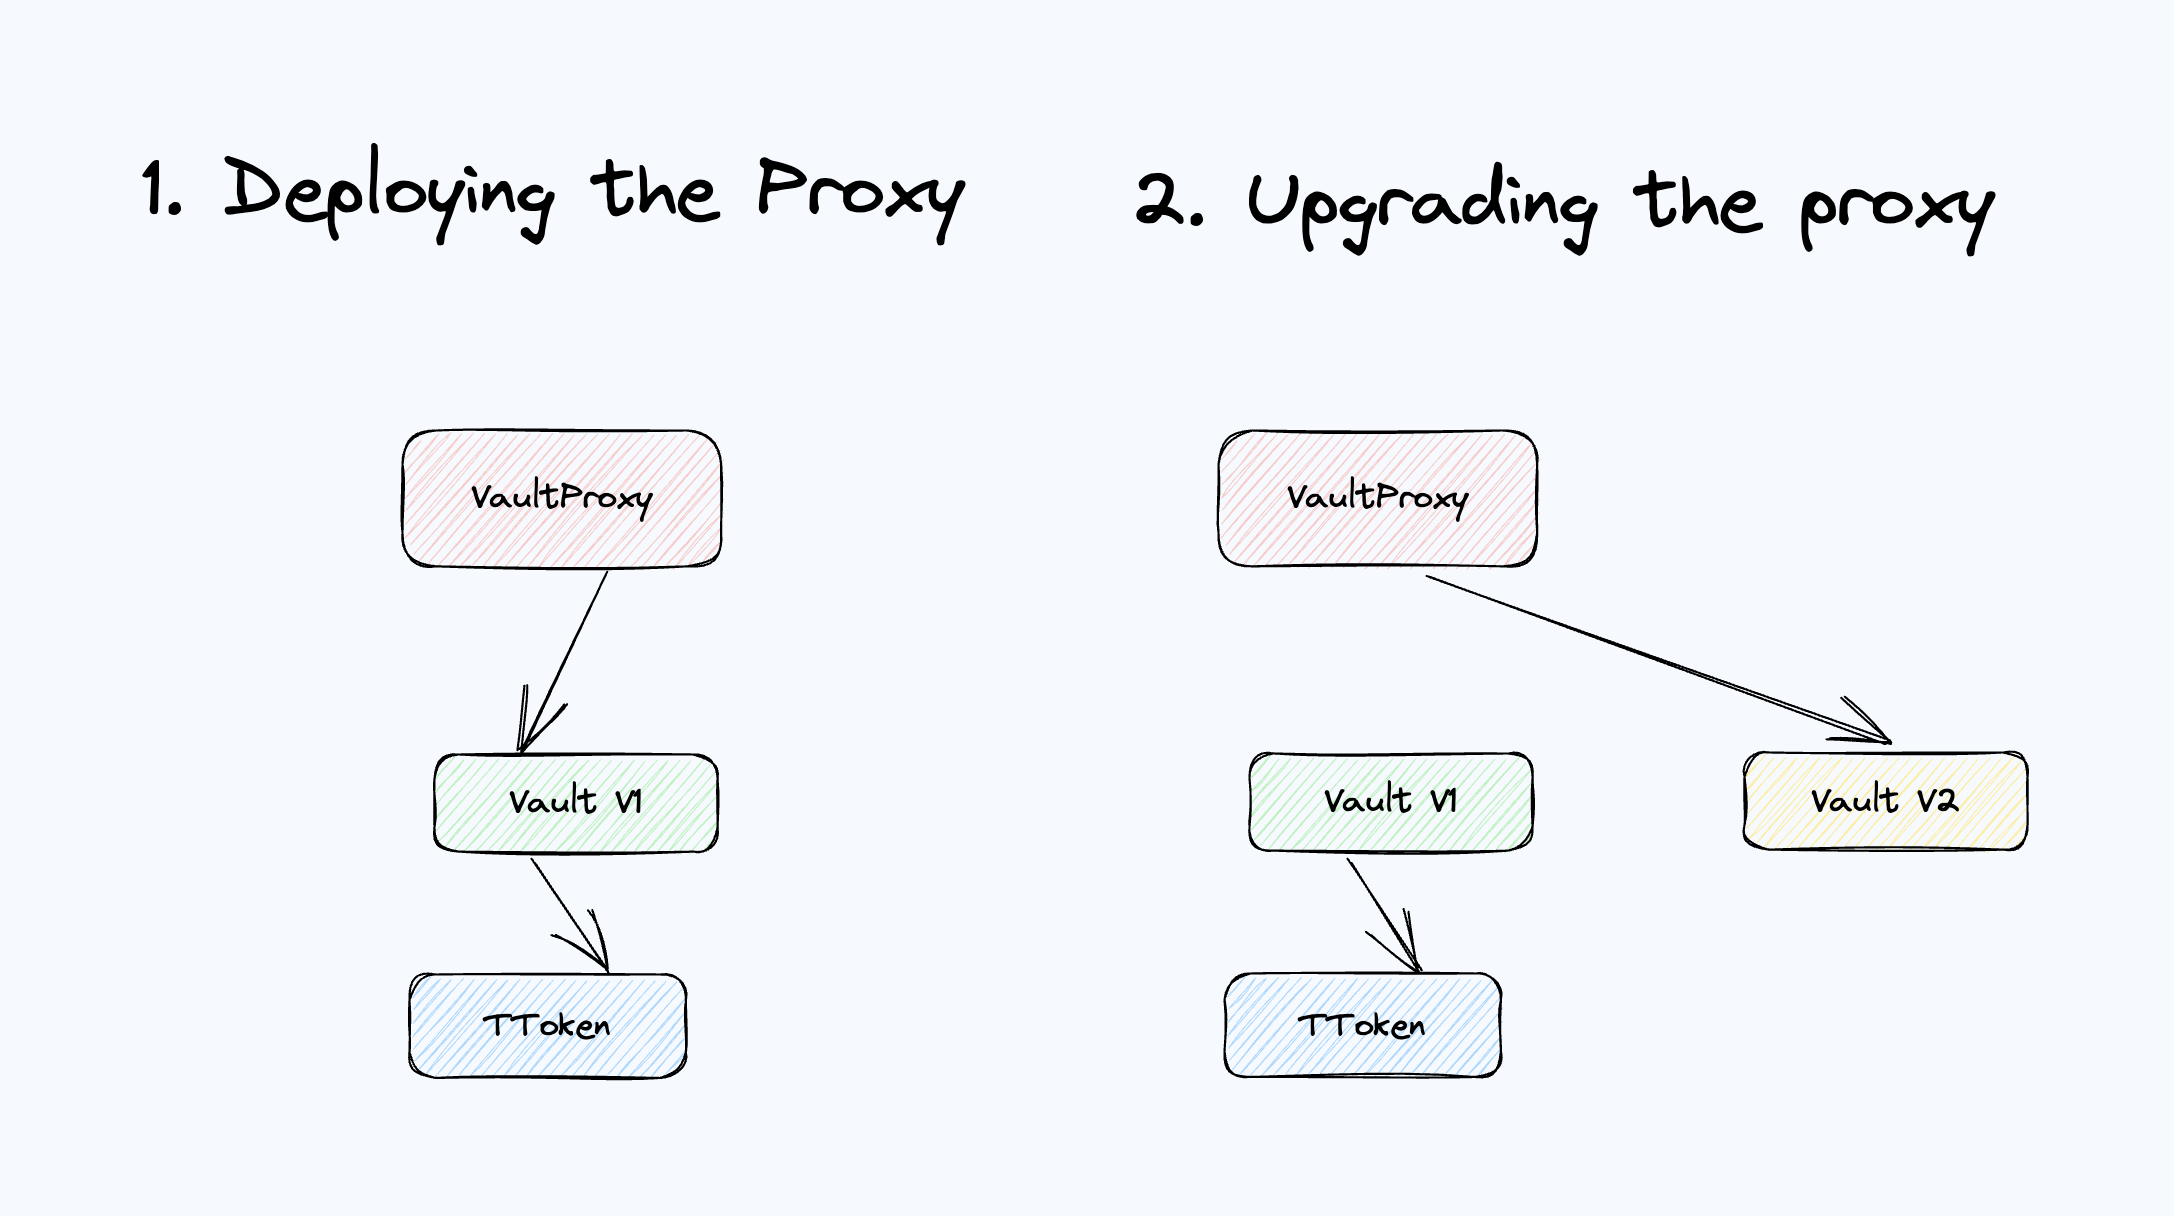 1. Deploying the Proxy
VaultProxy
Vault V1
TToken
2. Upgrading the proxy
VaultProxy
Vault V1
Vault V2
TToken